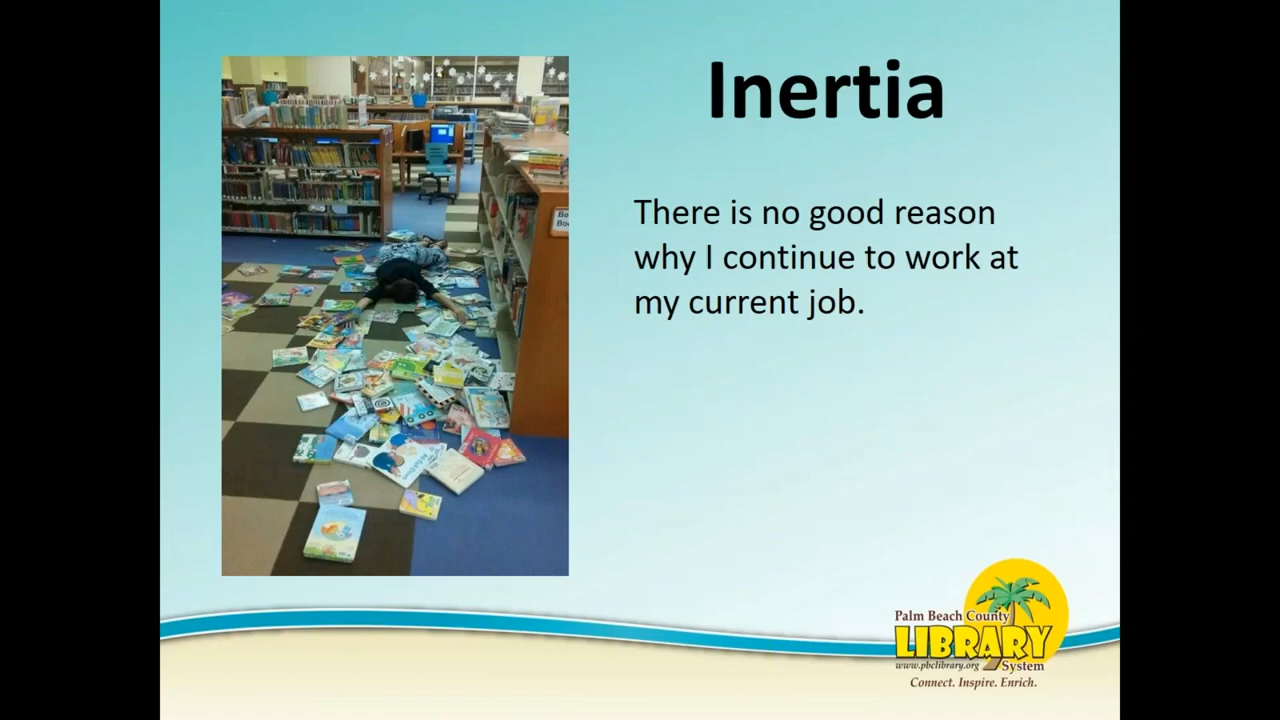 Inertia
There is no good reason
why I continue to work at
my current job.
Palm Beach County
LIBRARY
www.pbclibrary.org System
Connect. Inspire. Enrich.